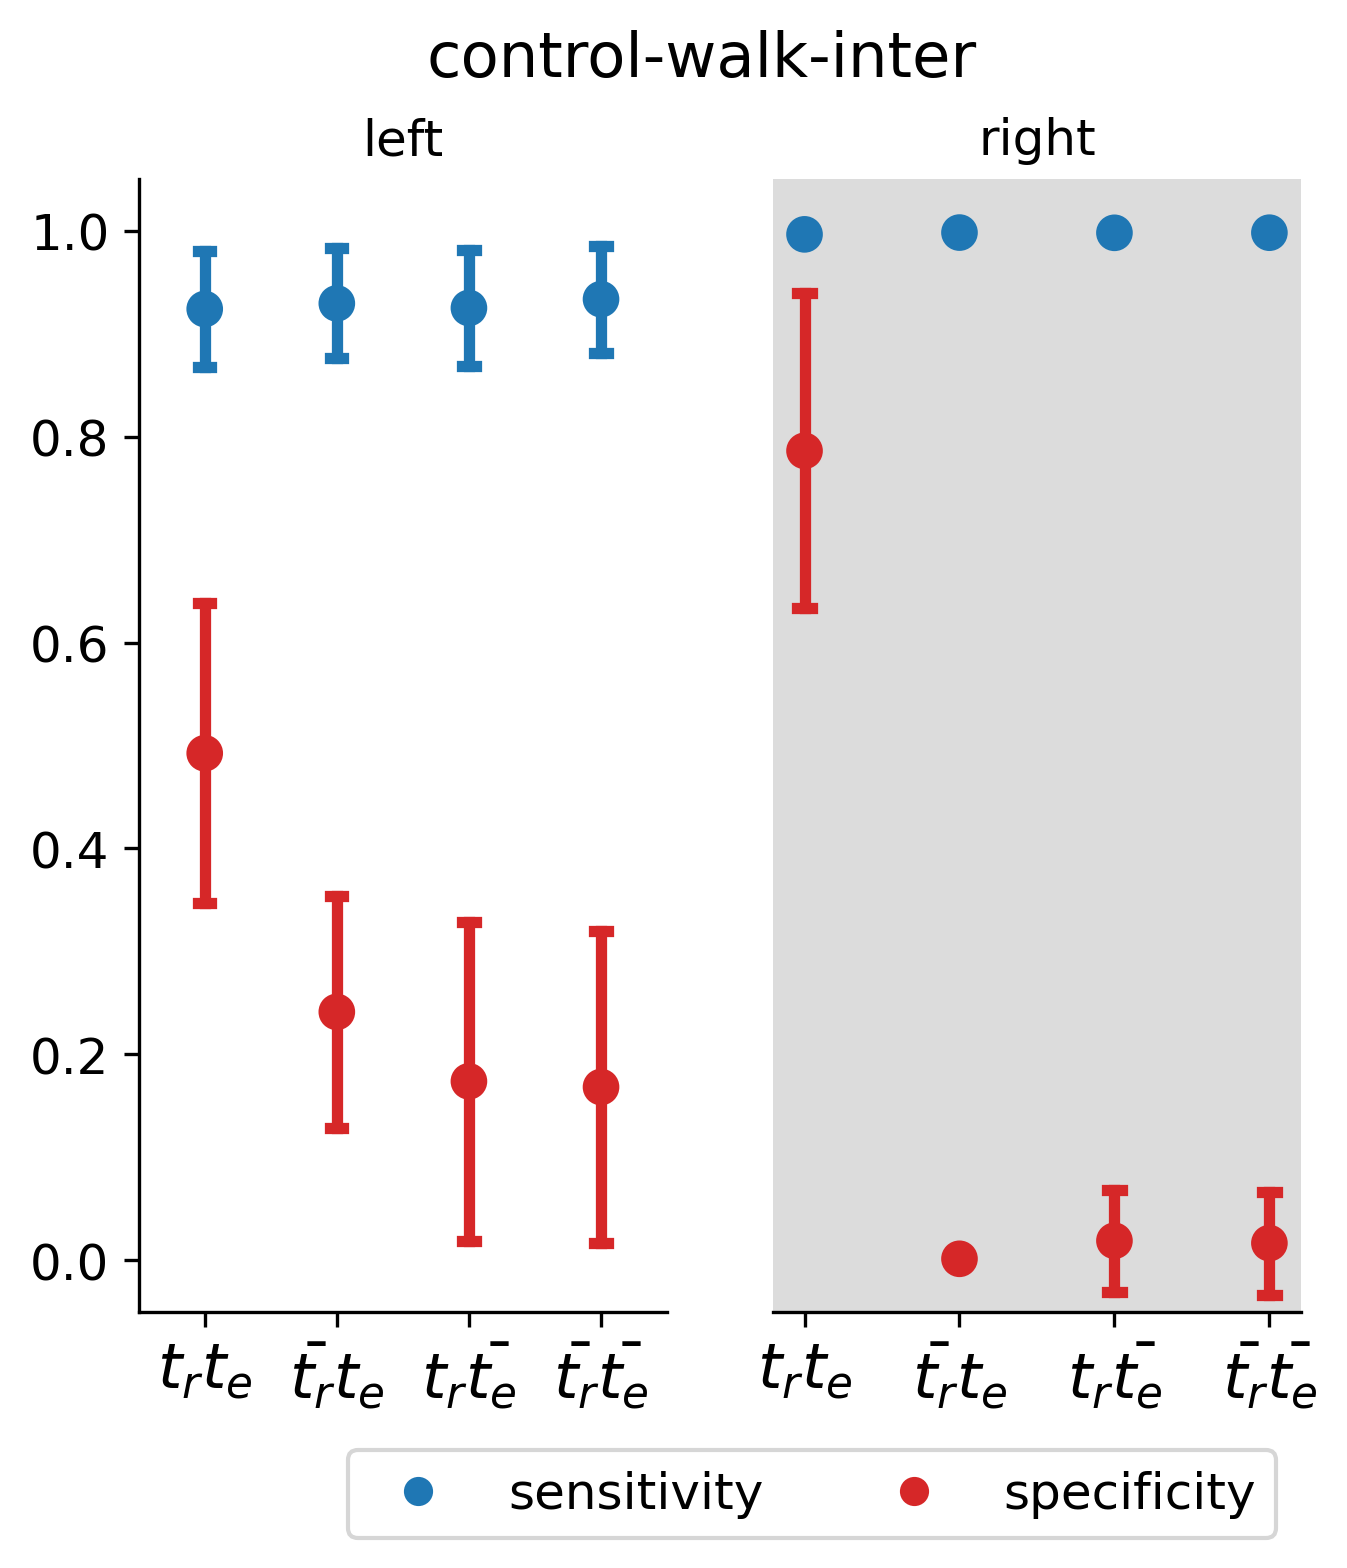 control-walk-inter
left right
1.0
0.8
0.6
0.4
0.2
0.0
t_r t_e t̄_r t_e t_r t̄_e t̄_r t̄_e t_r t_e t̄_r t_e t_r t̄_e t̄_r t̄_e
sensitivity specificity